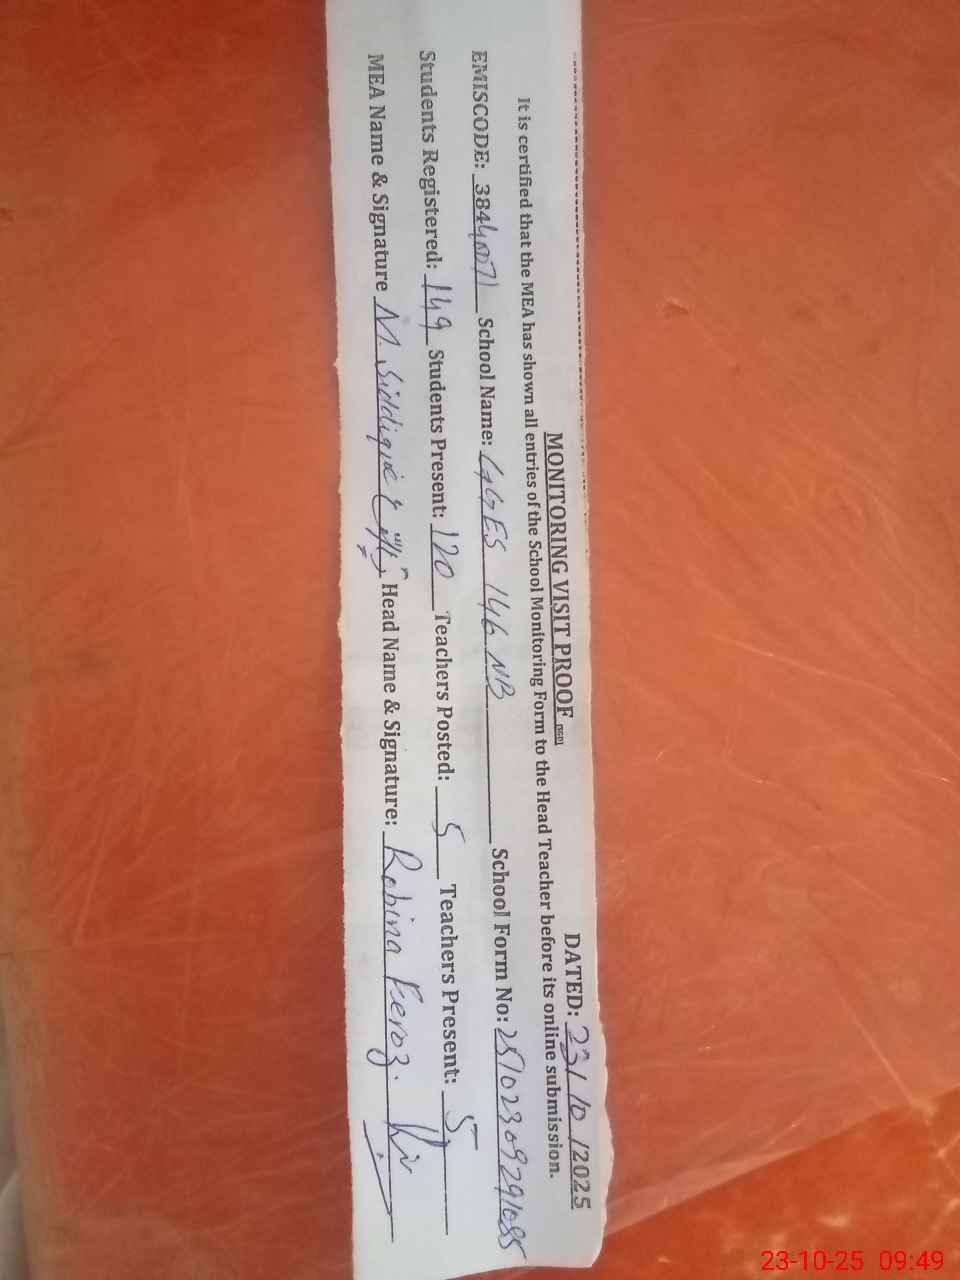 MONITORING VISIT PROOF (SGD) DATED: 23/10/2025
It is certified that the MEA has shown all entries of the School Monitoring Form to the Head Teacher before its online submission.
EMISCODE: 38440071 School Name: GGES 146 NB School Form No: 25102309291085
Students Registered: 149 Students Present: 120 Teachers Posted: 5 Teachers Present: 5
MEA Name & Signature M. Siddique Head Name & Signature: Robina Feroz.
23-10-25 09:49